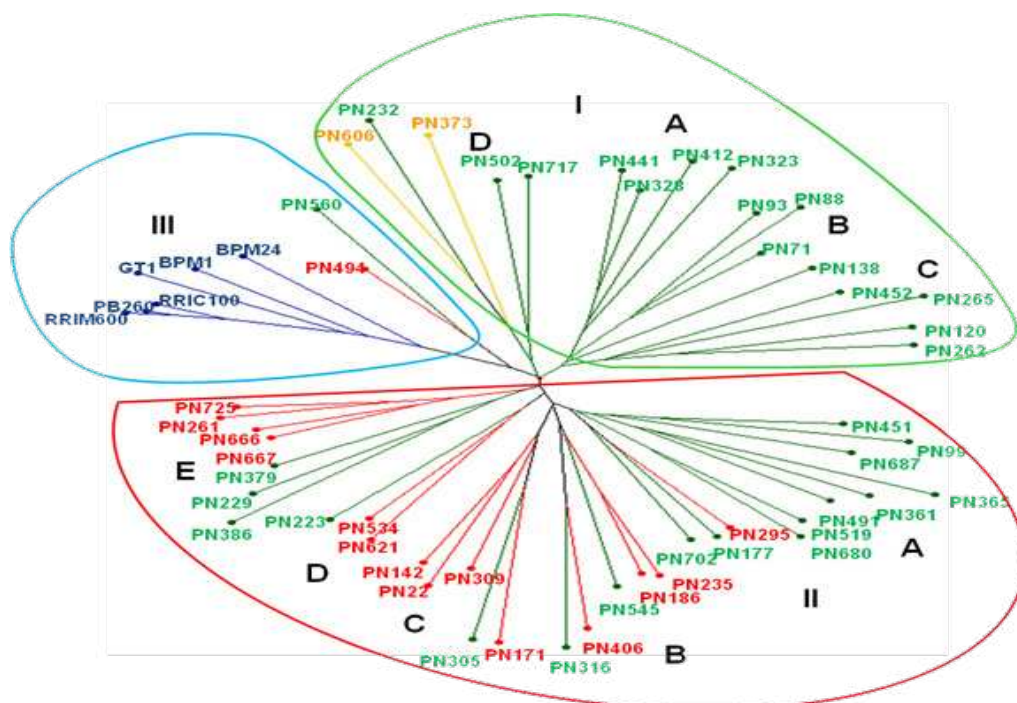 I
PN232
PN606
PN373
D
A
PN502
PN717
PN441
PN412
PN323
PN328
PN93
PN88
B
PN560
III
PN71
BPM24
GT1
BPM1
PN494
PN138
C
PN452
PN265
PB260
RRIC100
RRIM600
PN120
PN262
PN725
PN261
PN666
PN667
E
PN379
PN229
PN386
PN223
PN534
PN621
D
PN142
PN22
PN309
C
PN305
PN171
PN316
PN406
B
PN545
PN186
PN235
II
PN702
PN177
PN295
PN680
PN519
PN491
PN361
A
PN365
PN687
PN99
PN451